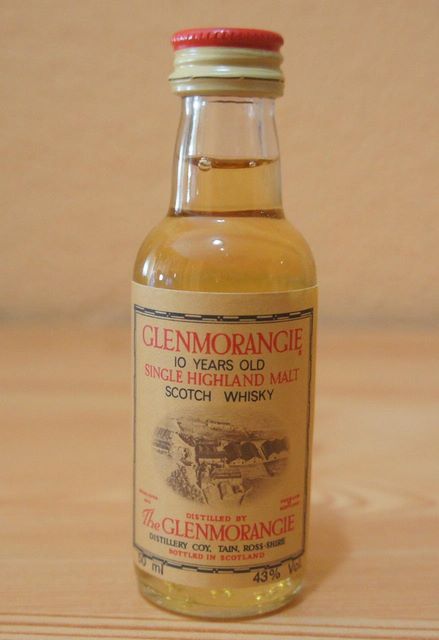 GLENMORANGIE
10 YEARS OLD
SINGLE HIGHLAND MALT
SCOTCH WHISKY
DISTILLED BY
The GLENMORANGIE
DISTILLERY COY, TAIN, ROSS-SHIRE
BOTTLED IN SCOTLAND
ml 43% Vol.